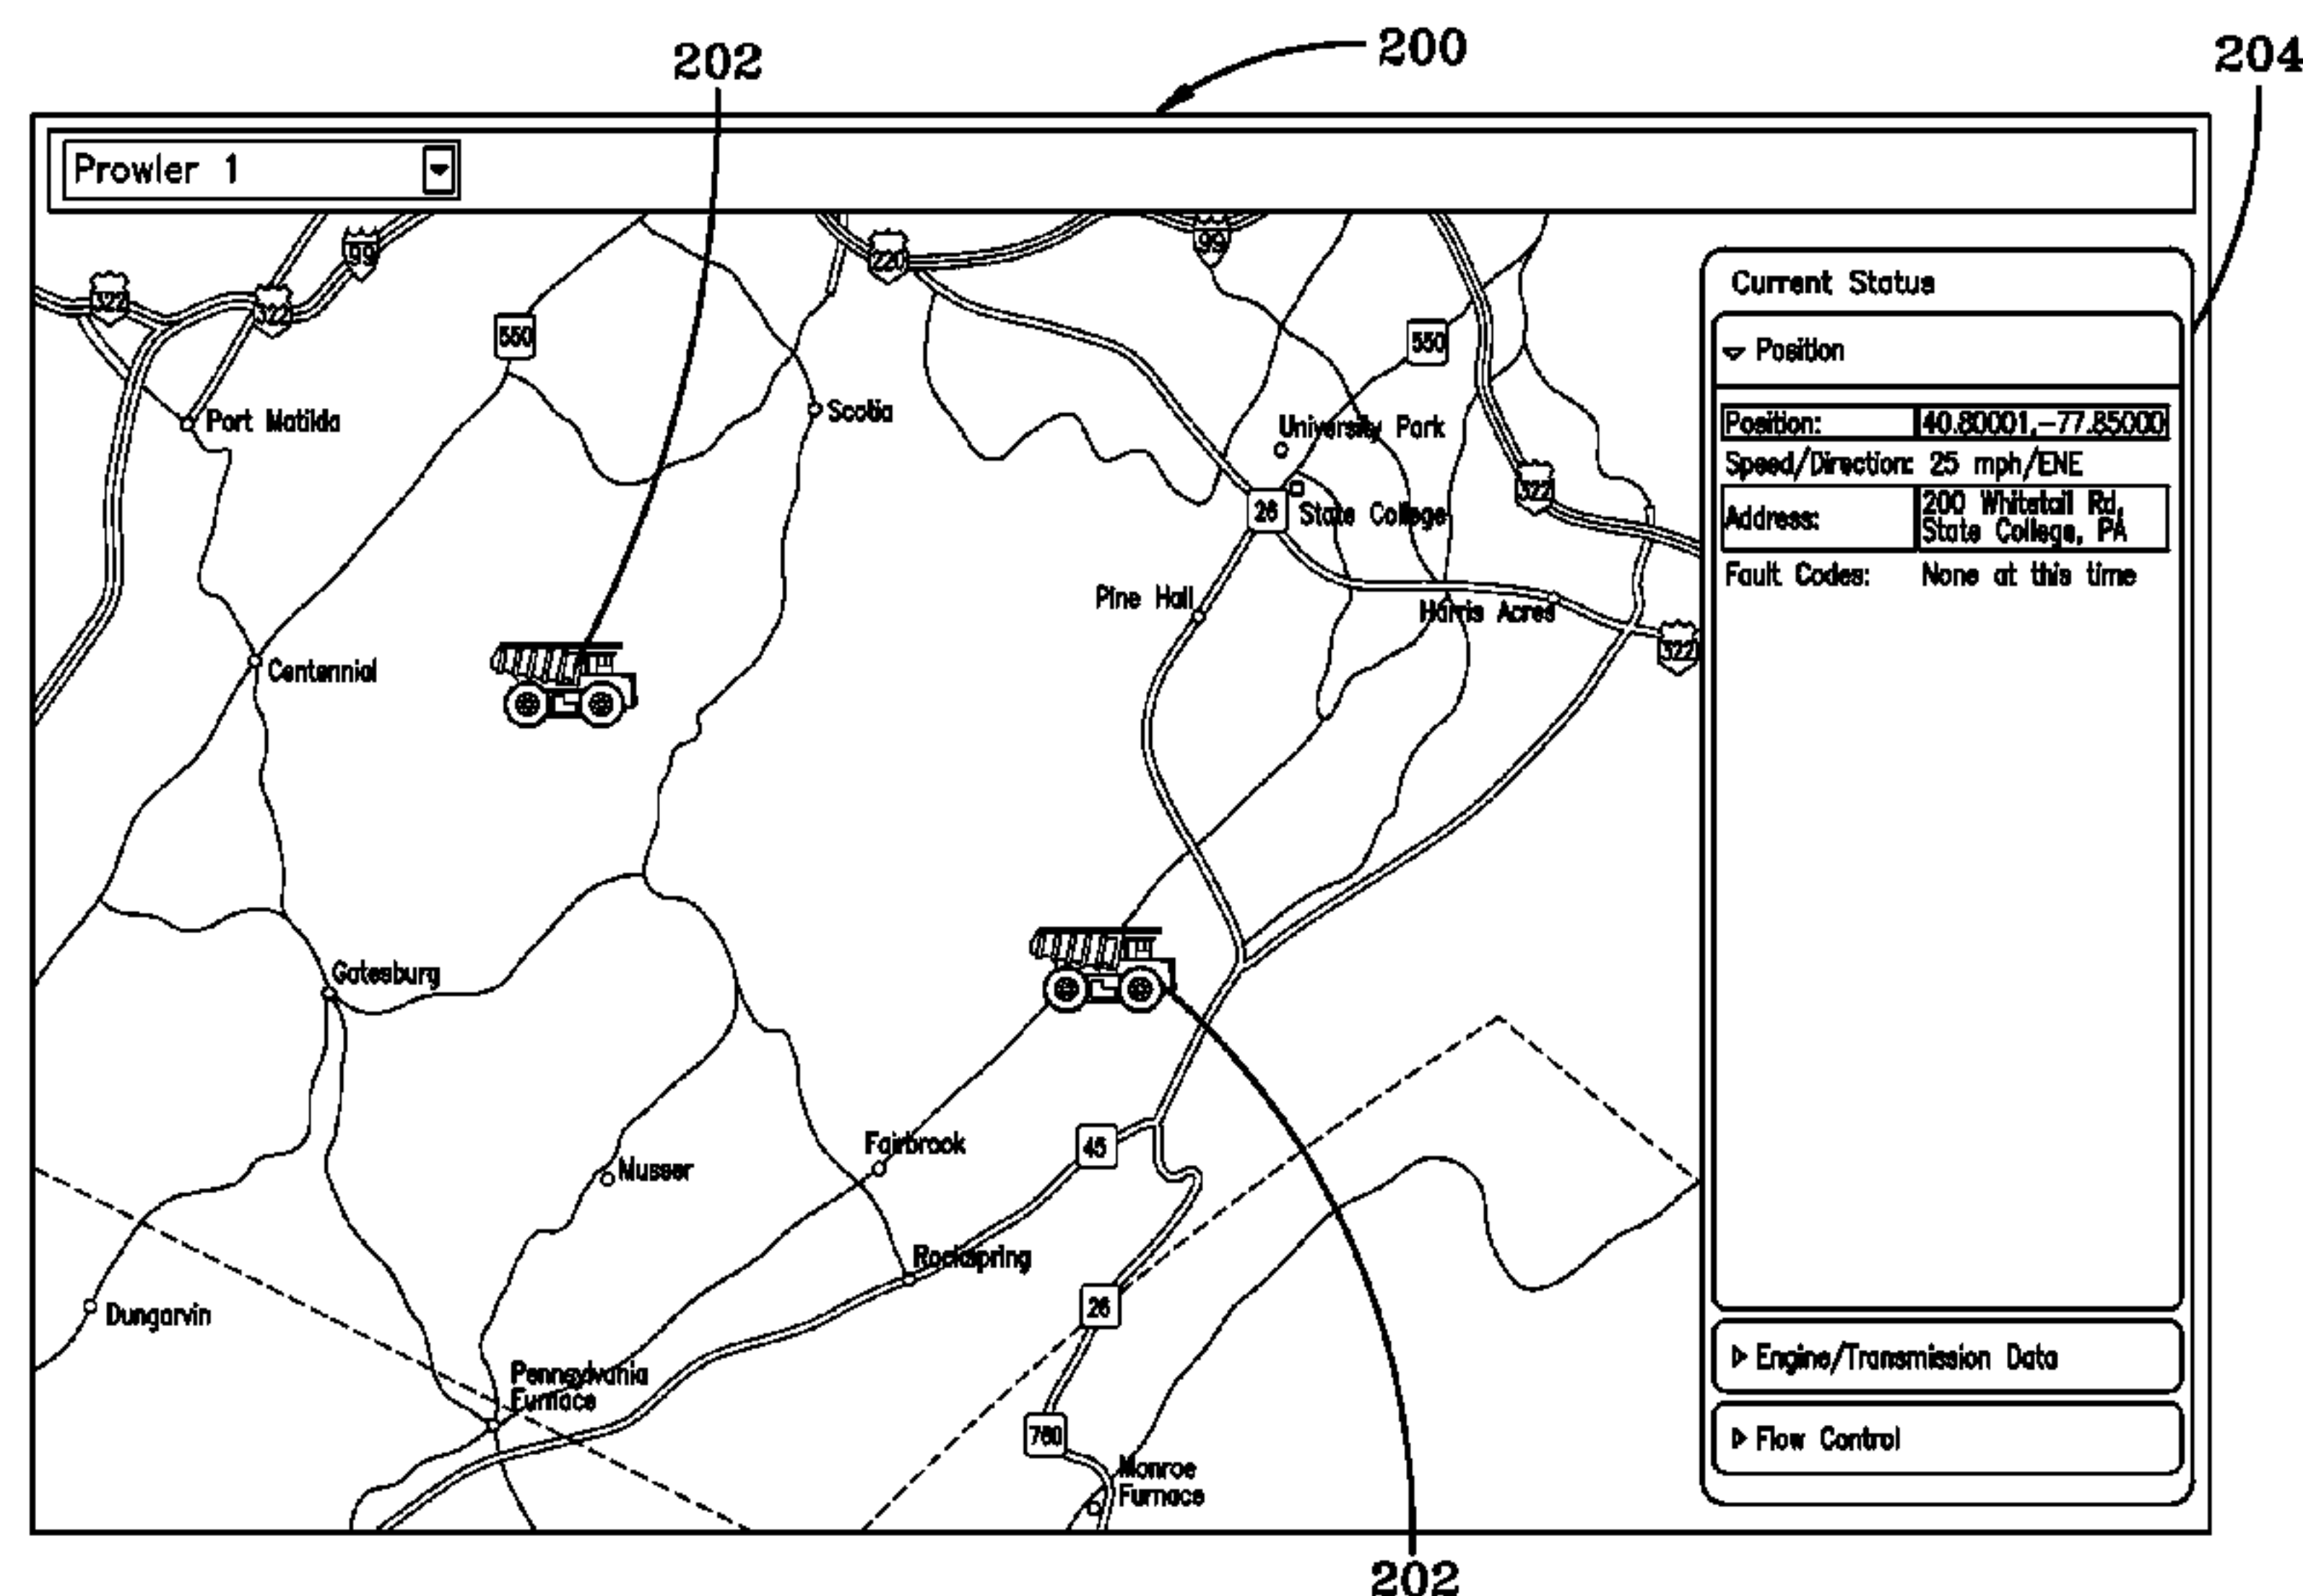 202
200
204
Prowler 1
99
220
99
322
322
550
550
Port Matilda
Scotia
University Park
26
State College
322
Pine Hall
Harris Acres
322
Centennial
Gatesburg
Fairbrook
45
Musser
Rockspring
Dungarvin
26
Pennsylvania
Furnace
760
Monroe
Furnace
Current Status
Position
Position: 40.80001,-77.85000
Speed/Direction: 25 mph/ENE
Address: 200 Whitetail Rd,
State College, PA
Fault Codes: None at this time
Engine/Transmission Data
Flow Control
202